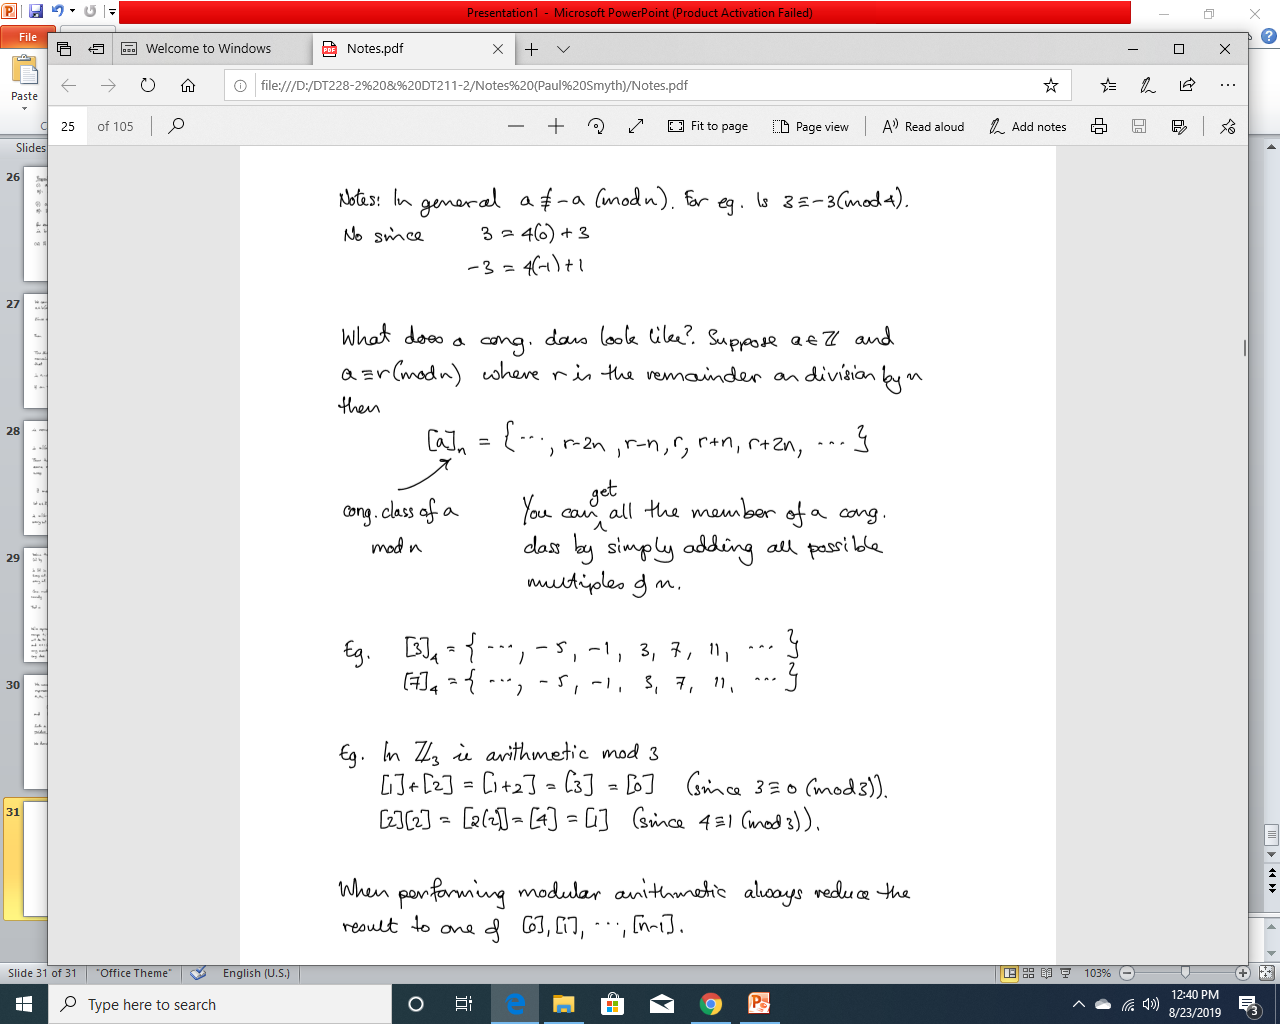 Presentation1 - Microsoft PowerPoint (Product Activation Failed)
File
Welcome to Windows
Notes.pdf
Paste
file:///D:/DT228-2%20&%20DT211-2/Notes%20(Paul%20Smyth)/Notes.pdf
25 of 105
Fit to page
Page view
Read aloud
Add notes
Slides
26
27
28
29
30
31
Notes: In general a ≢ -a (mod n). For eg. Is 3 ≡ -3 (mod 4).
No since 3 = 4(0) + 3
-3 = 4(-1) + 1
What does a cong. class look like?. Suppose a ∈ ℤ and
a ≡ r (mod n) where r is the remainder on division by n
then
[a]ₙ = { ..., r-2n, r-n, r, r+n, r+2n, ... }
cong. class of a
mod n
You can get all the member of a cong.
class by simply adding all possible
multiples of n.
Eg. [3]₄ = { ..., -5, -1, 3, 7, 11, ... }
[7]₄ = { ..., -5, -1, 3, 7, 11, ... }
Eg. In ℤ₃ ie arithmetic mod 3
[1]+[2] = [1+2] = [3] = [0] (since 3 ≡ 0 (mod 3)).
[2][2] = [2(2)] = [4] = [1] (since 4 ≡ 1 (mod 3)).
When performing modular arithmetic always reduce the
result to one of [0], [1], ..., [n-1].
Slide 31 of 31
"Office Theme"
English (U.S.)
103%
Type here to search
12:40 PM
8/23/2019
3